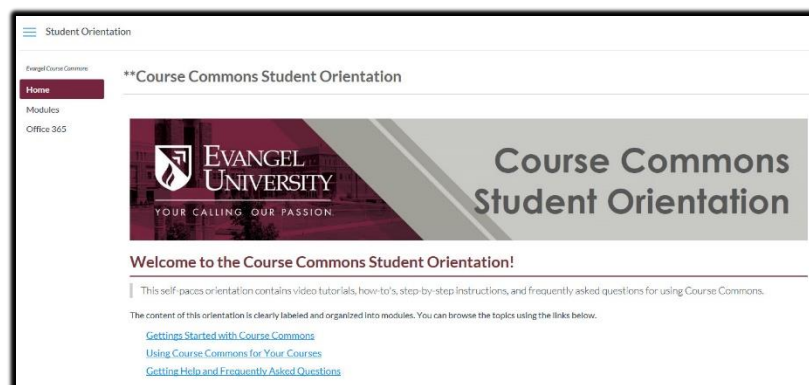 Student Orientation
Evangel Course Commons
Home
Modules
Office 365
**Course Commons Student Orientation
EVANGEL
UNIVERSITY
YOUR CALLING OUR PASSION.
Course Commons
Student Orientation
Welcome to the Course Commons Student Orientation!
This self-paces orientation contains video tutorials, how-to's, step-by-step instructions, and frequently asked questions for using Course Commons.
The content of this orientation is clearly labeled and organized into modules. You can browse the topics using the links below.
Gettings Started with Course Commons
Using Course Commons for Your Courses
Getting Help and Frequently Asked Questions